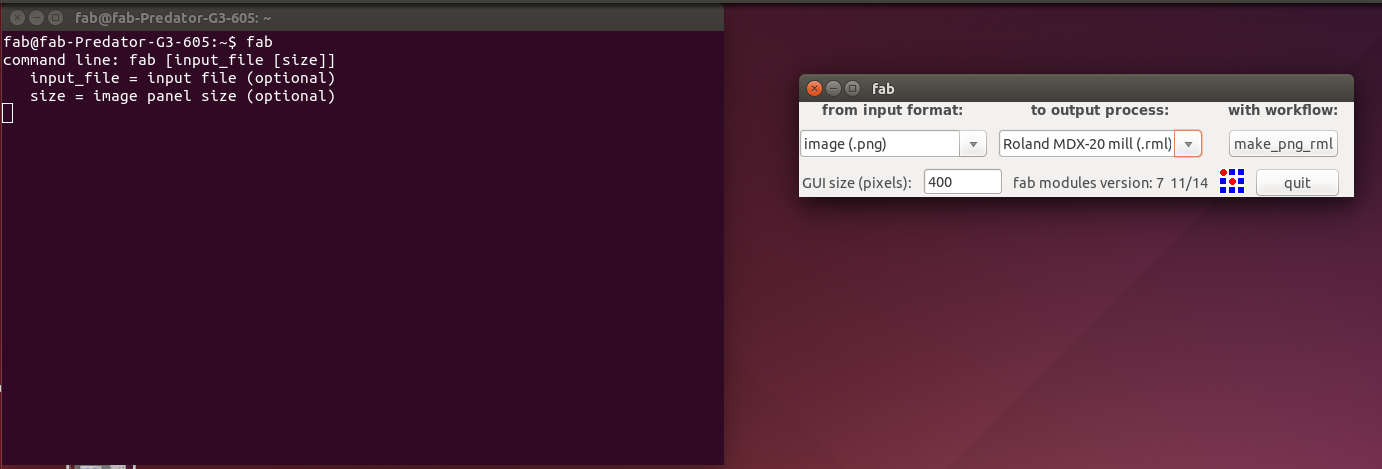 fab@fab-Predator-G3-605: ~
fab@fab-Predator-G3-605:~$ fab
command line: fab [input_file [size]]
   input_file = input file (optional)
   size = image panel size (optional)
fab
from input format: to output process: with workflow:
image (.png) Roland MDX-20 mill (.rml) make_png_rml
GUI size (pixels): 400 fab modules version: 7 11/14 quit